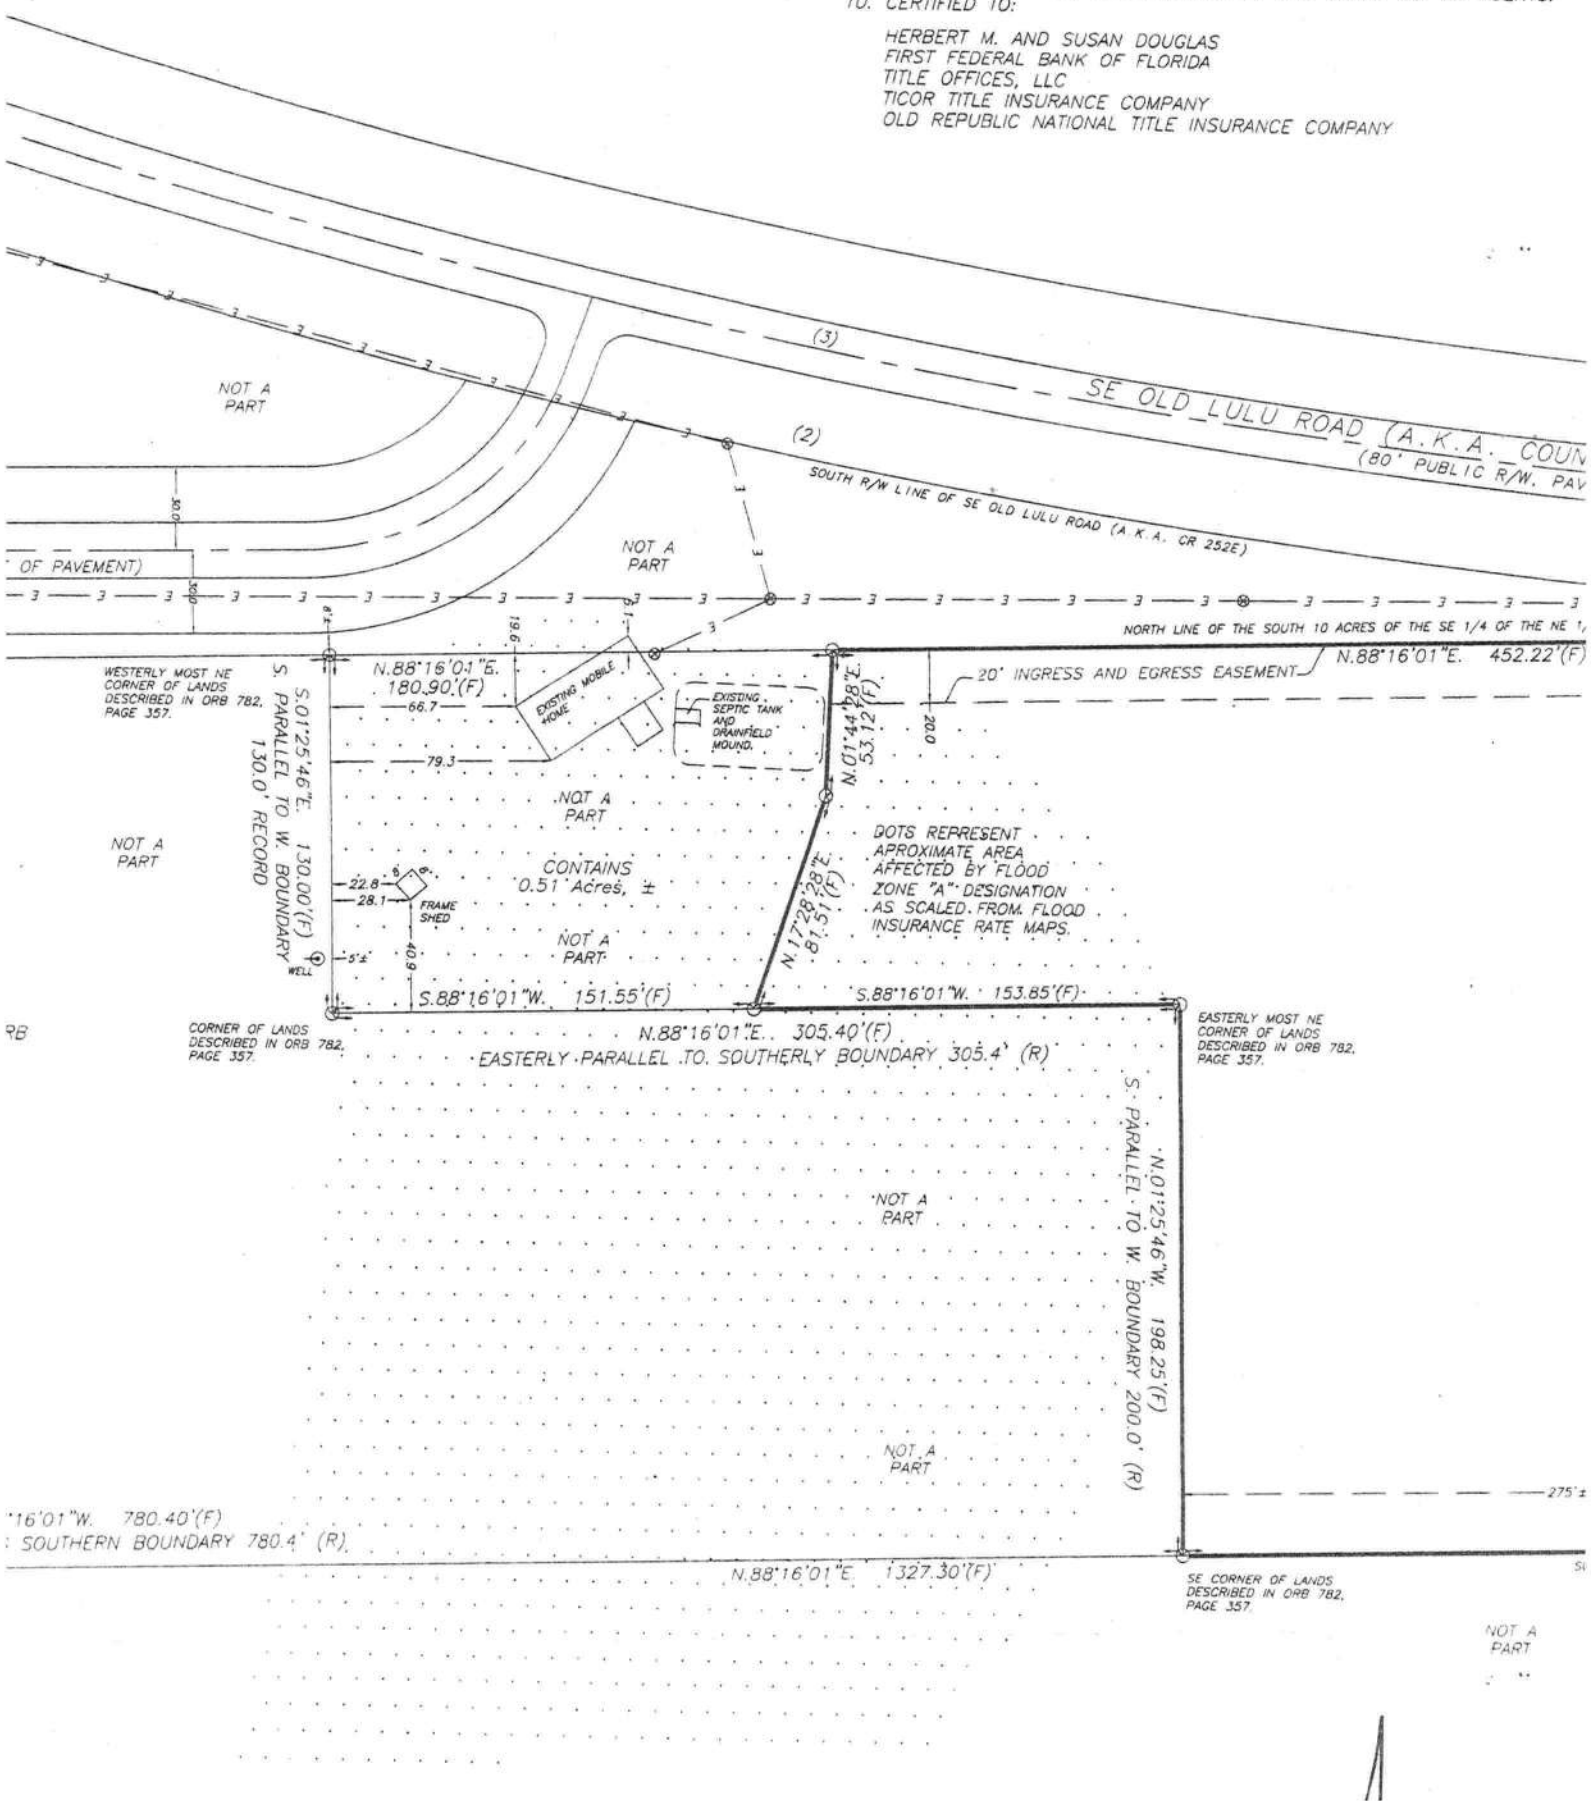 10. CERTIFIED TO:
HERBERT M. AND SUSAN DOUGLAS
FIRST FEDERAL BANK OF FLORIDA
TITLE OFFICES, LLC
TICOR TITLE INSURANCE COMPANY
OLD REPUBLIC NATIONAL TITLE INSURANCE COMPANY
(3)
NOT A
PART
SE OLD LULU ROAD (A.K.A. COUN
(80' PUBLIC R/W. PAV
(2)
SOUTH R/W LINE OF SE OLD LULU ROAD (A.K.A. CR 252E)
30.0
NOT A
PART
OF PAVEMENT)
30.0
NORTH LINE OF THE SOUTH 10 ACRES OF THE SE 1/4 OF THE NE 1/
8'±
19.6
6.1
N.88°16'01"E. 452.22'(F)
WESTERLY MOST NE
CORNER OF LANDS
DESCRIBED IN ORB 782,
PAGE 357.
N.88°16'01"E.
180.90'(F)
66.7
79.3
EXISTING MOBILE
HOME
EXISTING
SEPTIC TANK
AND
DRAINFIELD
MOUND.
20' INGRESS AND EGRESS EASEMENT
20.0
N.01°44'28"E.
53.12'(F)
S.01°25'46"E. 130.00'(F)
S. PARALLEL TO W. BOUNDARY
130.0' RECORD
NOT A
PART
NOT A
PART
DOTS REPRESENT
APROXIMATE AREA
AFFECTED BY FLOOD
ZONE "A" DESIGNATION
AS SCALED FROM FLOOD
INSURANCE RATE MAPS.
CONTAINS
0.51 Acres, ±
N.17°28'28"E.
81.51'(F)
22.8
28.1
FRAME
SHED
40.9
NOT A
PART
5'±
WELL
S.88°16'01"W. 151.55'(F)
S.88°16'01"W. 153.85'(F)
CORNER OF LANDS
DESCRIBED IN ORB 782,
PAGE 357.
RB
N.88°16'01"E. 305.40'(F)
EASTERLY PARALLEL TO SOUTHERLY BOUNDARY 305.4' (R)
EASTERLY MOST NE
CORNER OF LANDS
DESCRIBED IN ORB 782,
PAGE 357.
N.01°25'46"W. 198.25'(F)
S. PARALLEL TO W. BOUNDARY 200.0' (R)
NOT A
PART
NOT A
PART
275'±
°16'01"W. 780.40'(F)
SOUTHERN BOUNDARY 780.4' (R)
N.88°16'01"E. 1327.30'(F)
SE CORNER OF LANDS
DESCRIBED IN ORB 782,
PAGE 357.
NOT A
PART